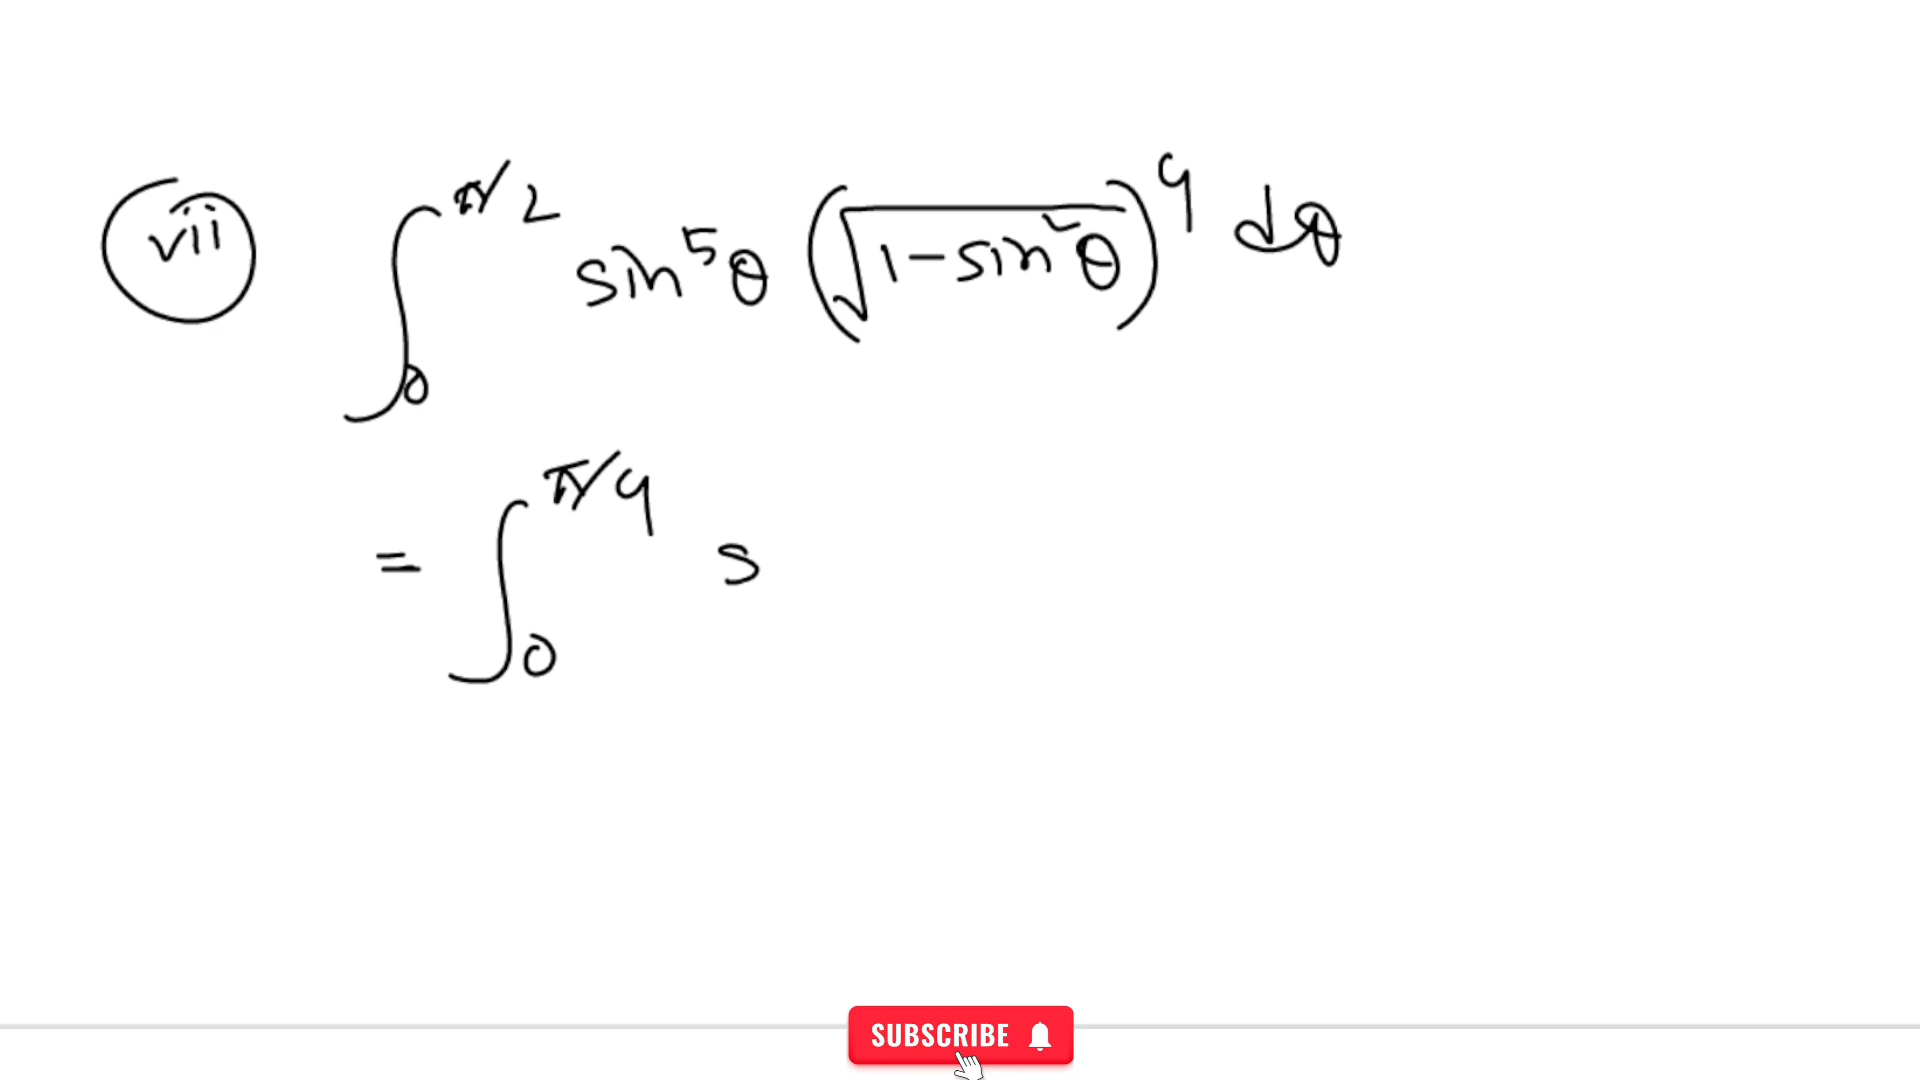 vii ∫₀^π/2 sin⁵θ (√1-sin²θ)⁴ dθ
= ∫₀^π/4 s
SUBSCRIBE